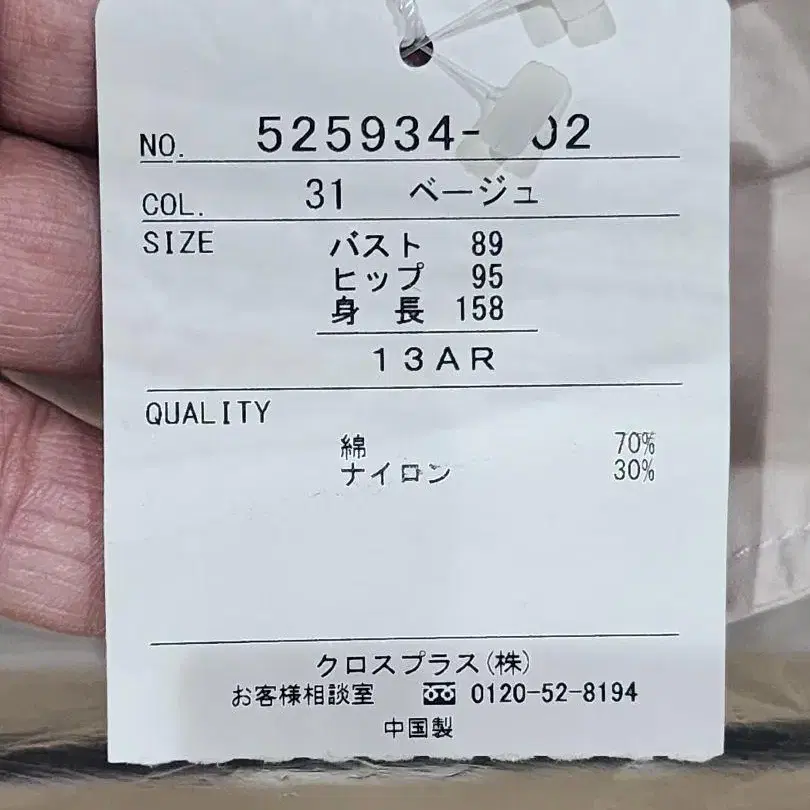 NO. 525934- 02
COL. 31 ベージュ
SIZE バスト 89
ヒップ 95
身長 158
13AR
QUALITY
綿 70%
ナイロン 30%
クロスプラス(株)
お客様相談室 0120-52-8194
中国製